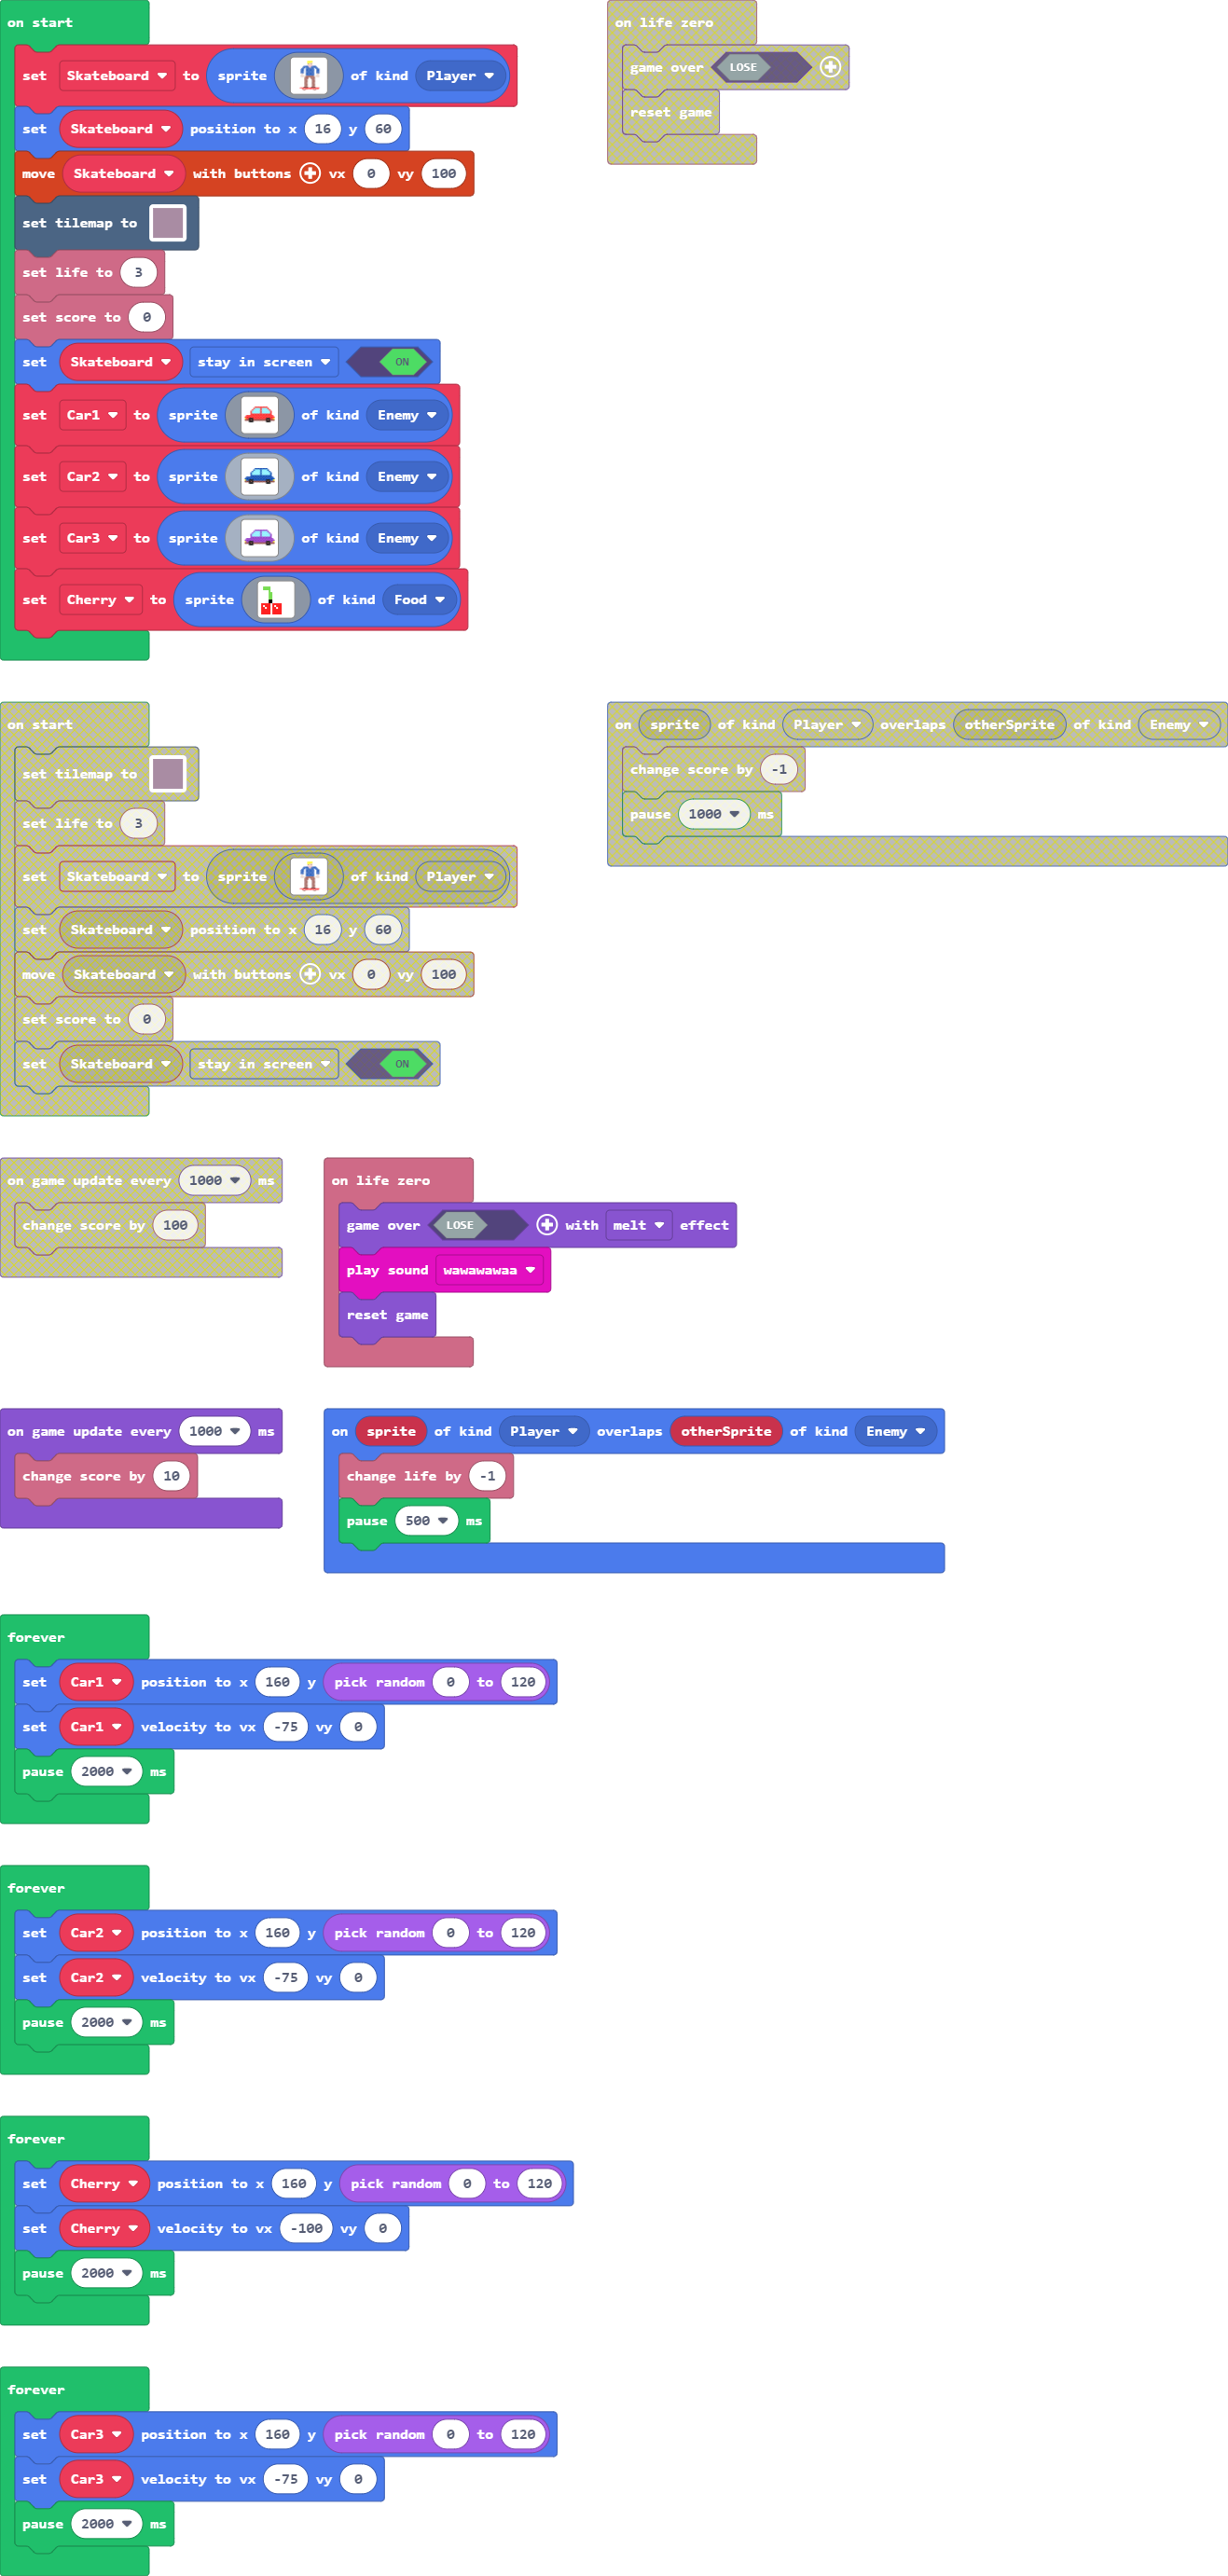 on start
set Skateboard to sprite of kind Player
set Skateboard position to x 16 y 60
move Skateboard with buttons vx 0 vy 100
set tilemap to
set life to 3
set score to 0
set Skateboard stay in screen ON
set Car1 to sprite of kind Enemy
set Car2 to sprite of kind Enemy
set Car3 to sprite of kind Enemy
set Cherry to sprite of kind Food
on life zero
game over LOSE
reset game
on start
set tilemap to
set life to 3
set Skateboard to sprite of kind Player
set Skateboard position to x 16 y 60
move Skateboard with buttons vx 0 vy 100
set score to 0
set Skateboard stay in screen ON
on sprite of kind Player overlaps otherSprite of kind Enemy
change score by -1
pause 1000 ms
on game update every 1000 ms
change score by 100
on life zero
game over LOSE with melt effect
play sound wawawawaa
reset game
on game update every 1000 ms
change score by 10
on sprite of kind Player overlaps otherSprite of kind Enemy
change life by -1
pause 500 ms
forever
set Car1 position to x 160 y pick random 0 to 120
set Car1 velocity to vx -75 vy 0
pause 2000 ms
forever
set Car2 position to x 160 y pick random 0 to 120
set Car2 velocity to vx -75 vy 0
pause 2000 ms
forever
set Cherry position to x 160 y pick random 0 to 120
set Cherry velocity to vx -100 vy 0
pause 2000 ms
forever
set Car3 position to x 160 y pick random 0 to 120
set Car3 velocity to vx -75 vy 0
pause 2000 ms